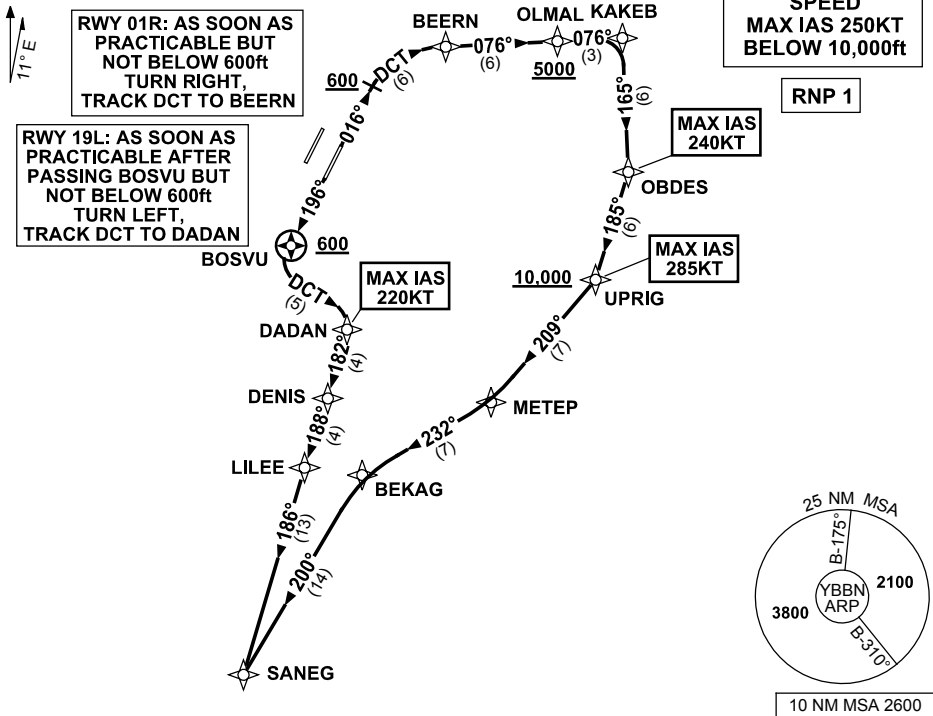 11° E
RWY 01R: AS SOON AS
PRACTICABLE BUT
NOT BELOW 600ft
TURN RIGHT,
TRACK DCT TO BEERN
RWY 19L: AS SOON AS
PRACTICABLE AFTER
PASSING BOSVU BUT
NOT BELOW 600ft
TURN LEFT,
TRACK DCT TO DADAN
SPEED
MAX IAS 250KT
BELOW 10,000ft
RNP 1
BEERN
OLMAL
KAKEB
076°
(6)
076°
(3)
5000
600
DCT
(6)
016°
196°
165°
(6)
MAX IAS
240KT
OBDES
185°
(6)
MAX IAS
285KT
10,000
UPRIG
BOSVU
600
DCT
(5)
MAX IAS
220KT
DADAN
182°
(4)
DENIS
188°
(4)
LILEE
186°
(13)
209°
(7)
METEP
232°
(7)
BEKAG
200°
(14)
SANEG
25 NM MSA
B-175°
YBBN
ARP
2100
3800
B-310°
10 NM MSA 2600